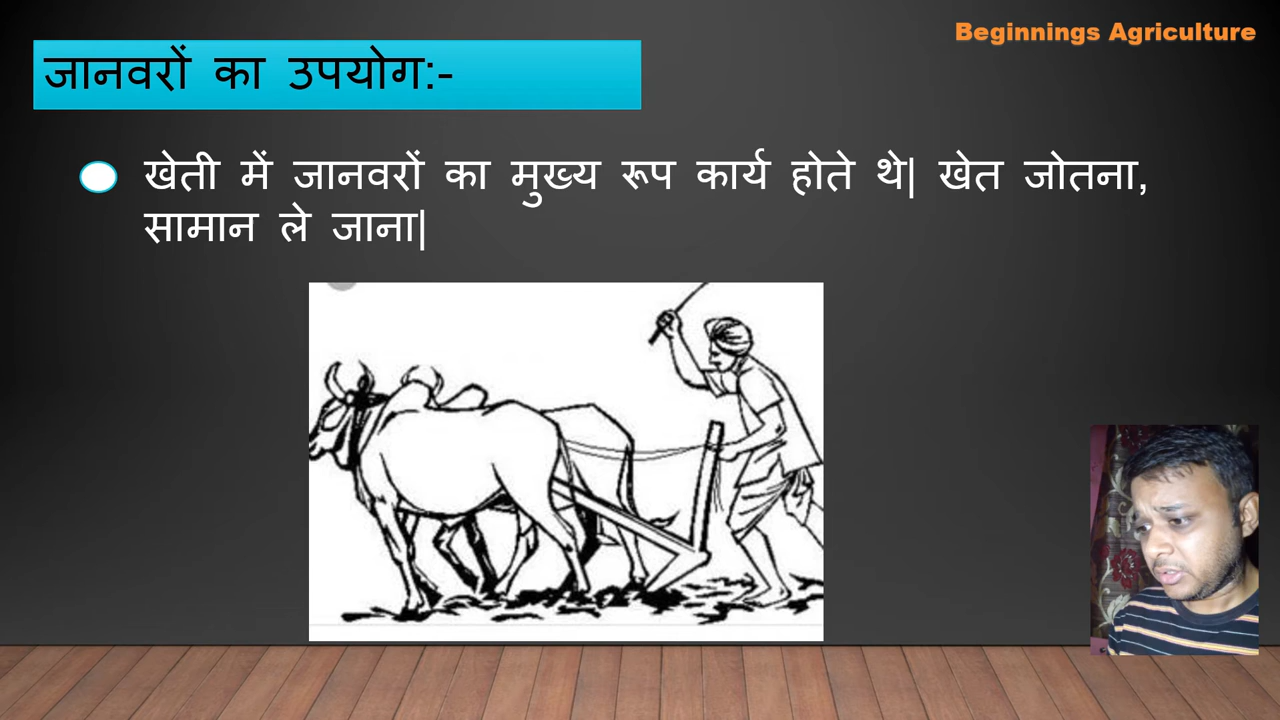 Beginnings Agriculture
जानवरों का उपयोग:-
खेती में जानवरों का मुख्य रूप कार्य होते थे| खेत जोतना,
सामान ले जाना|